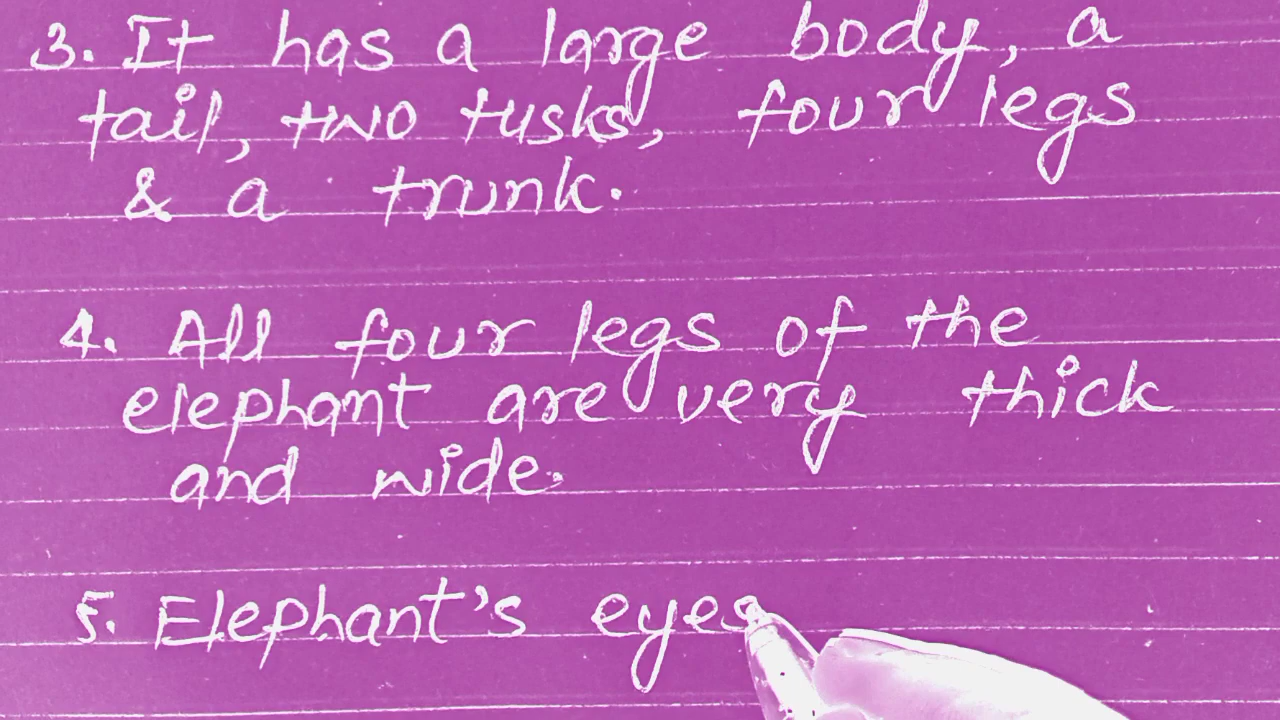 3. It has a large body, a
tail, two tusks, four legs
& a trunk.
4. All four legs of the
elephant are very thick
and wide.
5. Elephant's eyes